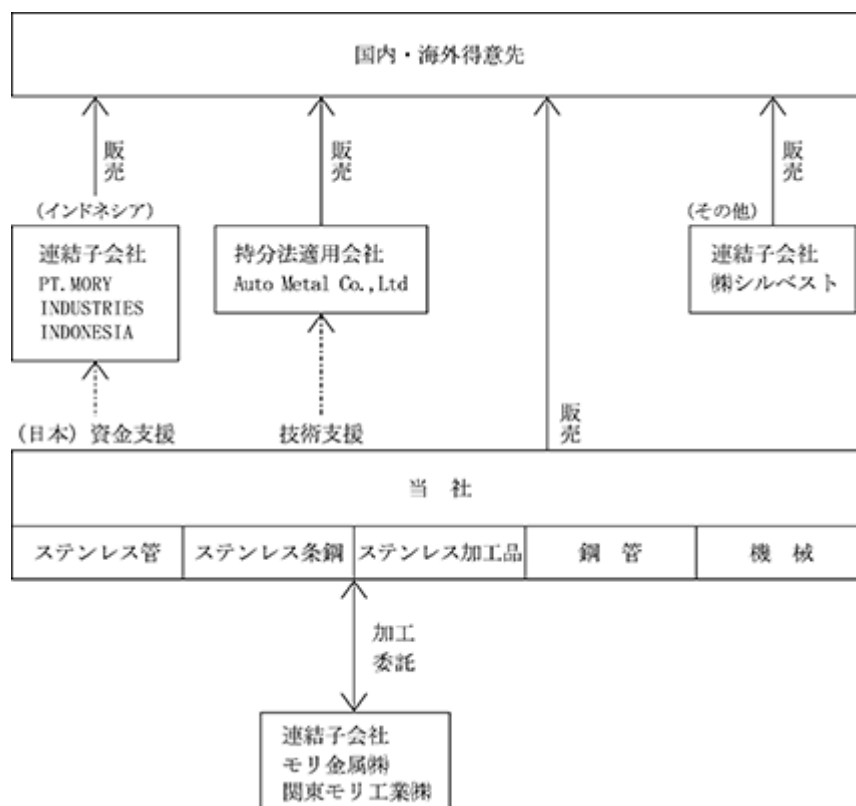 国内・海外得意先
販売
販売
販売
(インドネシア)
(その他)
連結子会社
PT.MORY
INDUSTRIES
INDONESIA
持分法適用会社
Auto Metal Co.,Ltd
連結子会社
㈱シルベスト
(日本)
資金支援
技術支援
販売
当 社
ステンレス管
ステンレス条鋼
ステンレス加工品
鋼 管
機 械
加工
委託
連結子会社
モリ金属㈱
関東モリ工業㈱